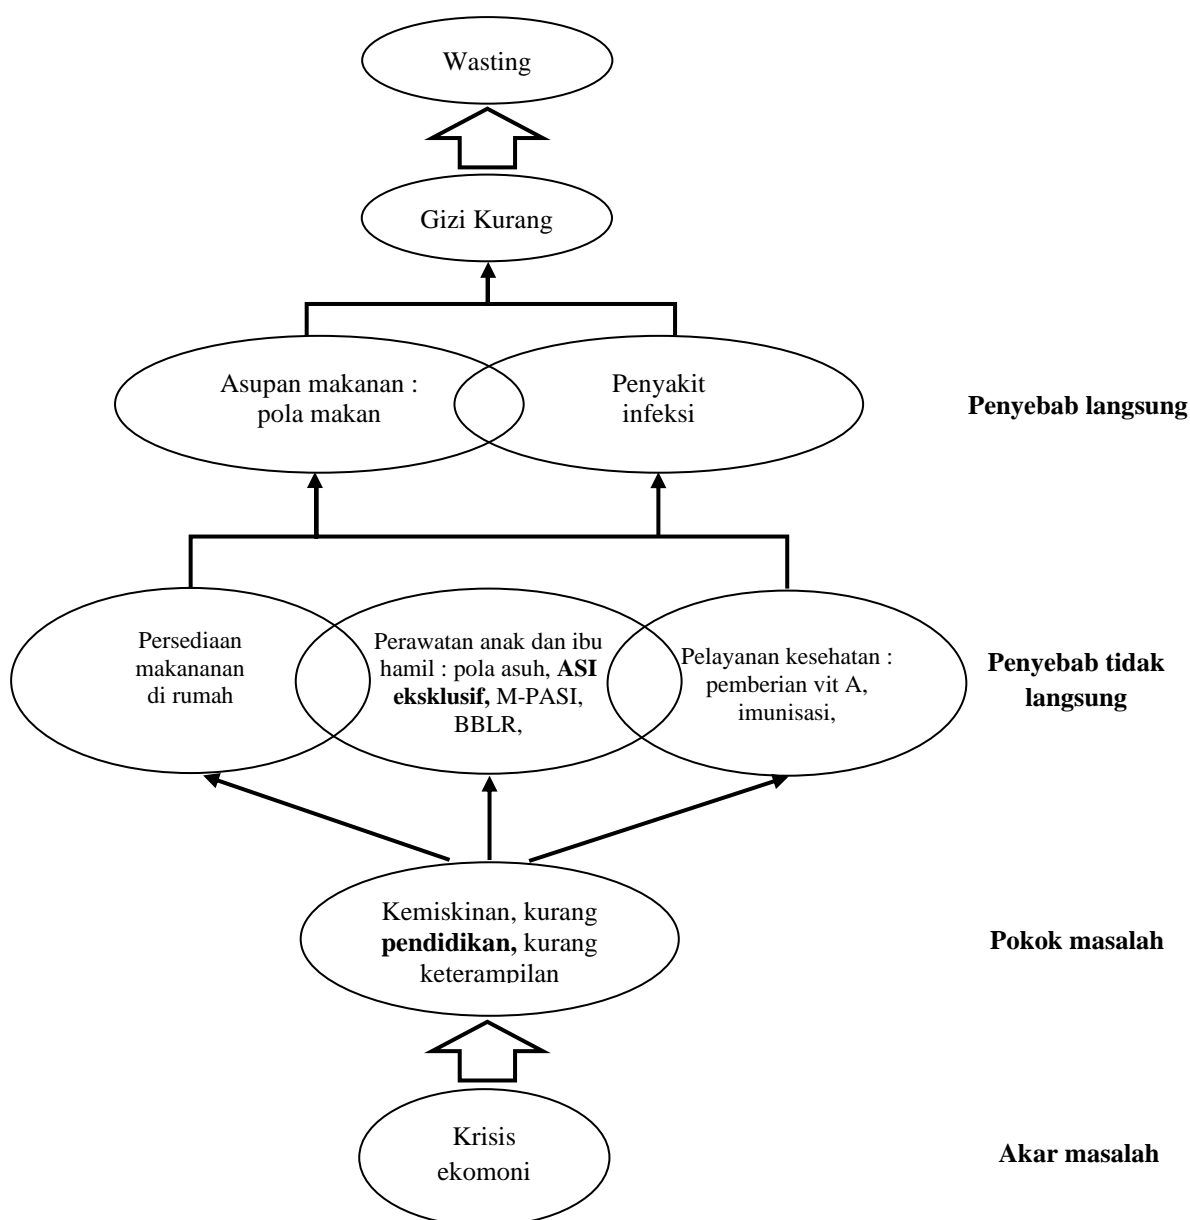 Wasting
Gizi Kurang
Asupan makanan :
pola makan
Penyakit
infeksi
Penyebab langsung
Persediaan
makananan
di rumah
Perawatan anak dan ibu
hamil : pola asuh, ASI
eksklusif, M-PASI,
BBLR,
Pelayanan kesehatan :
pemberian vit A,
imunisasi,
Penyebab tidak
langsung
Kemiskinan, kurang
pendidikan, kurang
keterampilan
Pokok masalah
Krisis
ekomoni
Akar masalah